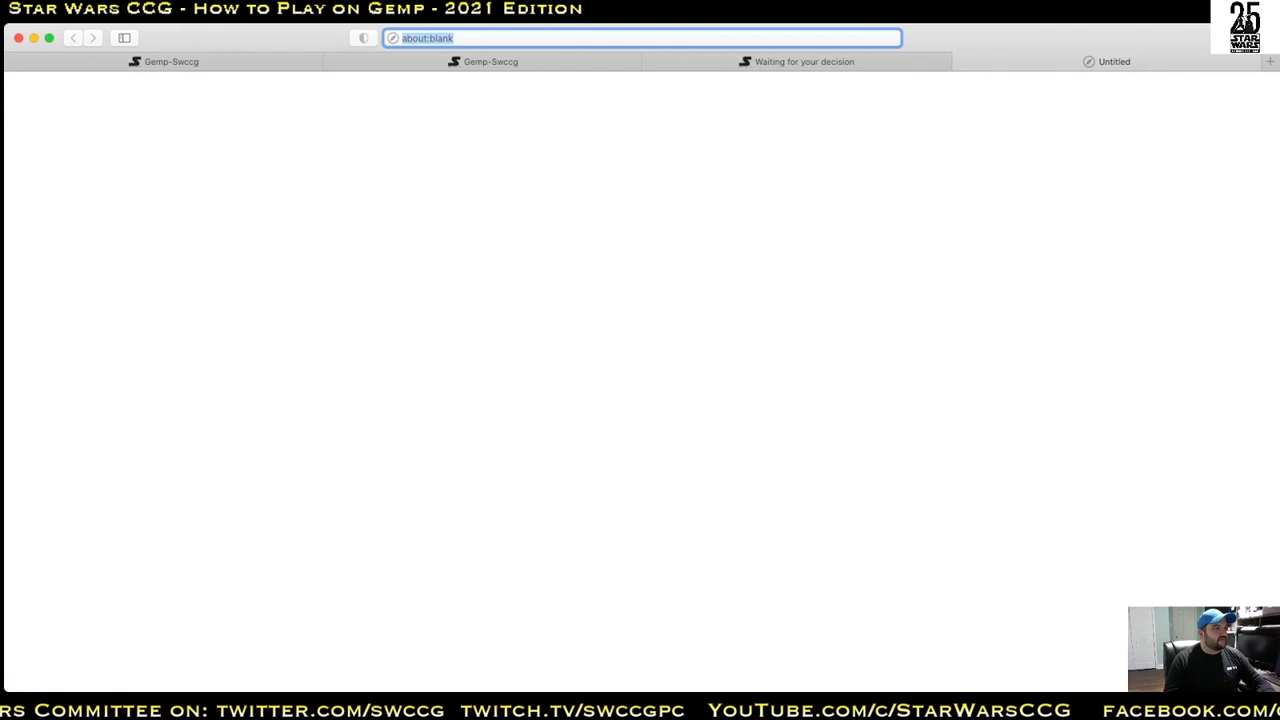 Star Wars CCG - How to Play on Gemp - 2021 Edition
25
STAR
WARS
about:blank
Gemp-Swccg
Gemp-Swccg
Waiting for your decision
Untitled
rs Committee on: twitter.com/swccg twitch.tv/swccgpc YouTube.com/c/StarWarsCCG facebook.com/